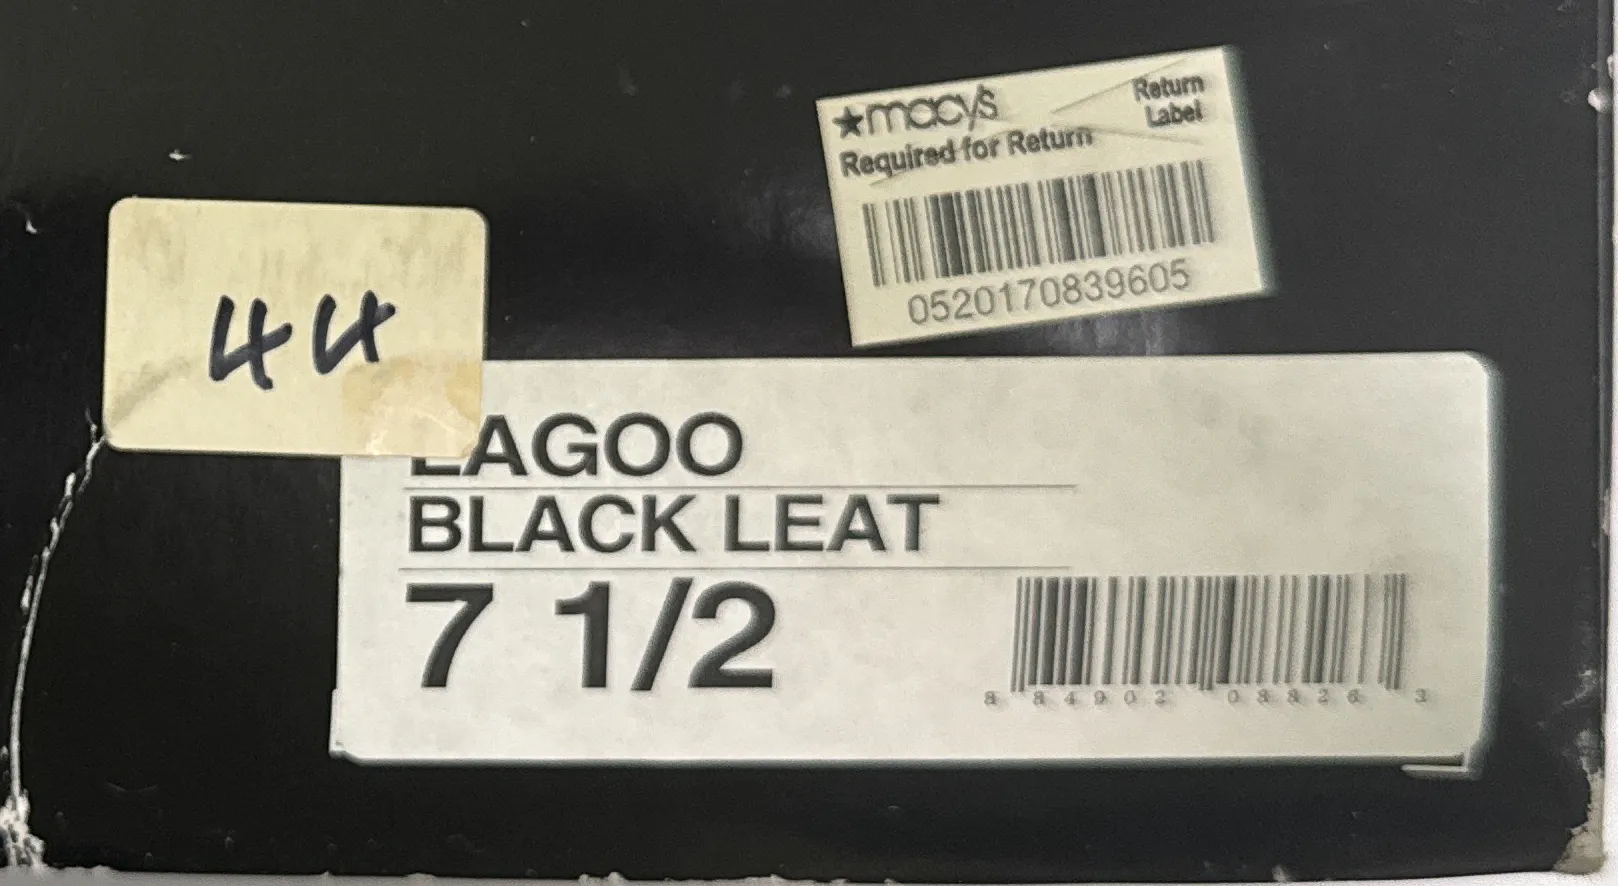 ★macy's
Return
Label
Required for Return
0520170839605
44
LAGOO
BLACK LEAT
7 1/2
8 84902 08826 3